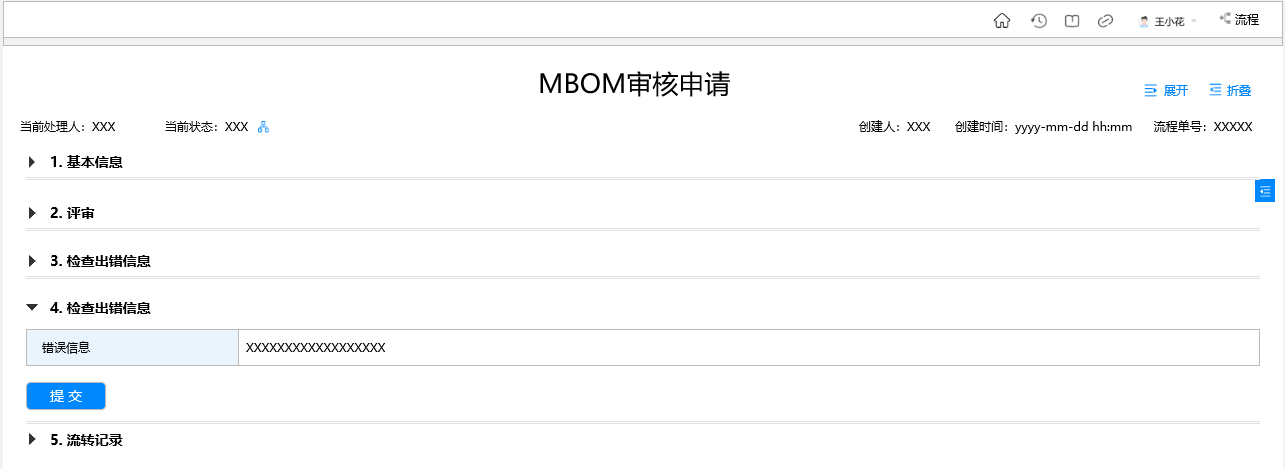 王小花 流程
MBOM审核申请
展开 折叠
当前处理人：XXX 当前状态：XXX 创建人：XXX 创建时间：yyyy-mm-dd hh:mm 流程单号：XXXXX
1. 基本信息
2. 评审
3. 检查出错信息
4. 检查出错信息
错误信息 XXXXXXXXXXXXXXXXXX
提 交
5. 流转记录